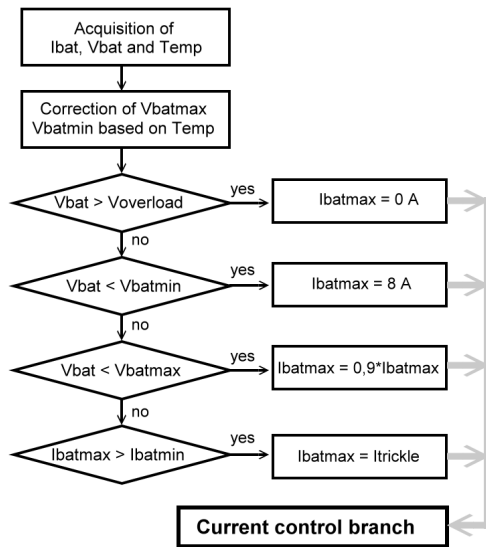 Acquisition of
Ibat, Vbat and Temp
Correction of Vbatmax
Vbatmin based on Temp
Vbat > Voverload
yes
Ibatmax = 0 A
no
Vbat < Vbatmin
yes
Ibatmax = 8 A
no
Vbat < Vbatmax
yes
Ibatmax = 0,9*Ibatmax
no
Ibatmax > Ibatmin
yes
Ibatmax = Itrickle
Current control branch